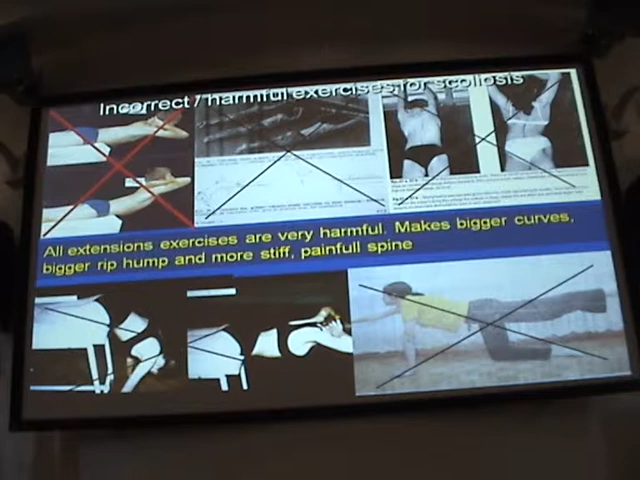 Incorrect / harmful exercises for scoliosis
All extensions exercises are very harmful. Makes bigger curves,
bigger rip hump and more stiff, painfull spine